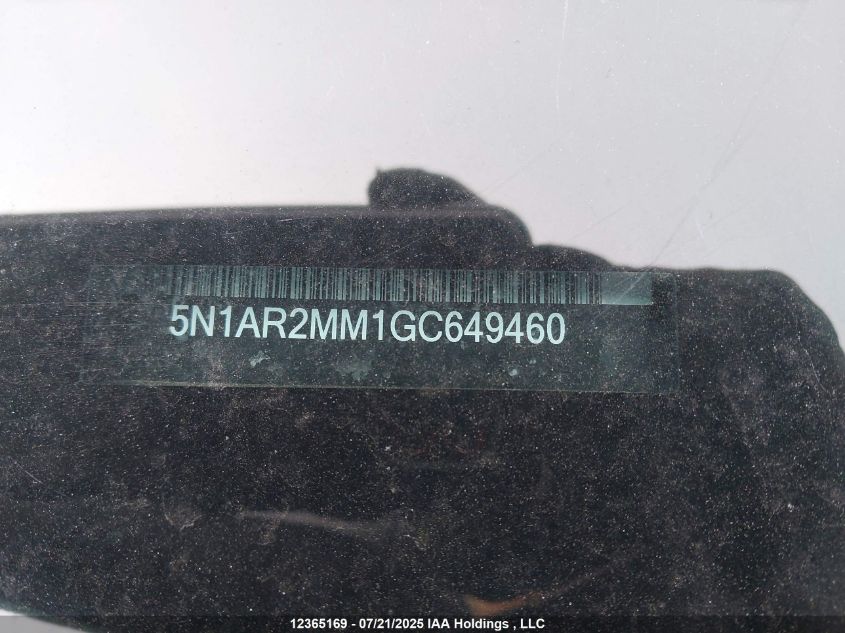 5N1AR2MM1GC649460
12365169 - 07/21/2025 IAA Holdings , LLC